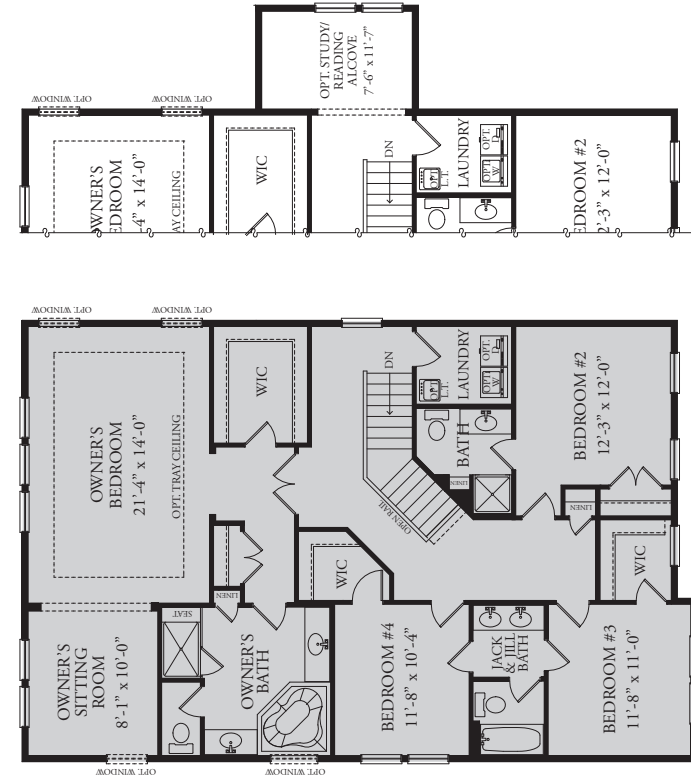 OPT. STUDY/
READING
ALCOVE
7'-6" x 11'-7"
OPT. WINDOW
OPT. WINDOW
OWNER'S
EDROOM
-4" x 14'-0"
AY CEILING
WIC
DN
LAUNDRY
OPT.
L.T.
OPT.
W
OPT.
D
EDROOM #2
2'-3" x 12'-0"
OPT. WINDOW
OPT. WINDOW
OWNER'S
BEDROOM
21'-4" x 14'-0"
OPT. TRAY CEILING
WIC
DN
OPEN RAIL
LAUNDRY
OPT.
L.T.
OPT.
W
OPT.
D
BATH
LINEN
BEDROOM #2
12'-3" x 12'-0"
LINEN
WIC
WIC
LINEN
SEAT
OWNER'S
SITTING
ROOM
8'-1" x 10'-0"
OWNER'S
BATH
BEDROOM #4
11'-8" x 10'-4"
JACK
& JILL
BATH
BEDROOM #3
11'-8" x 11'-0"
OPT. WINDOW
OPT. WINDOW